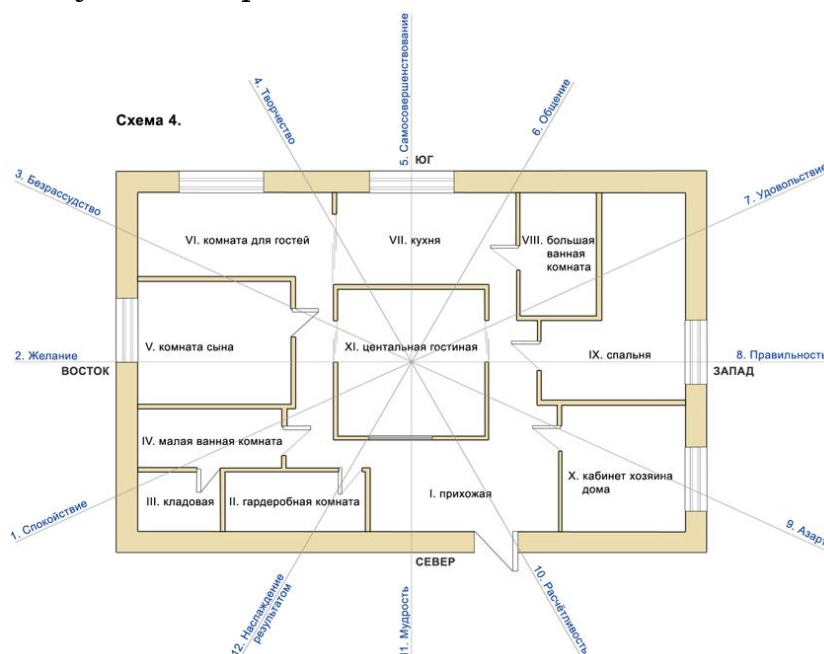 4. Творчество
5. Самосовершенствование
6. Общение
Схема 4.
ЮГ
3. Безрассудство
7. Удовольствие
VI. комната для гостей
VII. кухня
VIII. большая
ванная
комната
V. комната сына
XI. центальная гостиная
IX. спальня
2. Желание
8. Правильность
ВОСТОК
ЗАПАД
IV. малая ванная комната
X. кабинет хозяина
дома
III. кладовая
II. гардеробная комната
I. прихожая
1. Спокойствие
9. Азарт
СЕВЕР
12. Наслаждение
результатом
11. Мудрость
10. Расчётливость